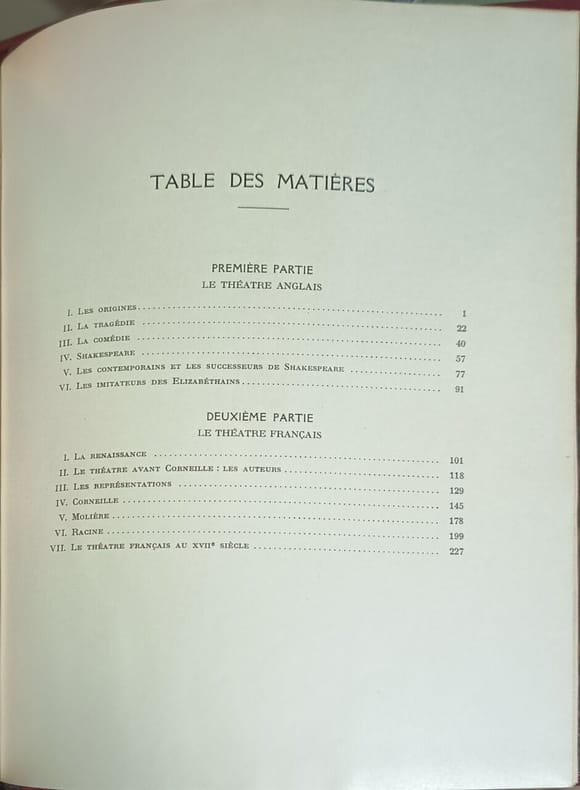 TABLE DES MATIÈRES
PREMIÈRE PARTIE
LE THÉATRE ANGLAIS
I. Les origines 1
II. La tragédie 22
III. La comédie 40
IV. Shakespeare 57
V. Les contemporains et les successeurs de Shakespeare 77
VI. Les imitateurs des Elizabéthains 91
DEUXIÈME PARTIE
LE THÉATRE FRANÇAIS
I. La renaissance 101
II. Le théâtre avant Corneille : les auteurs 118
III. Les représentations 129
IV. Corneille 145
V. Molière 178
VI. Racine 199
VII. Le théâtre français au XVIIe siècle 227